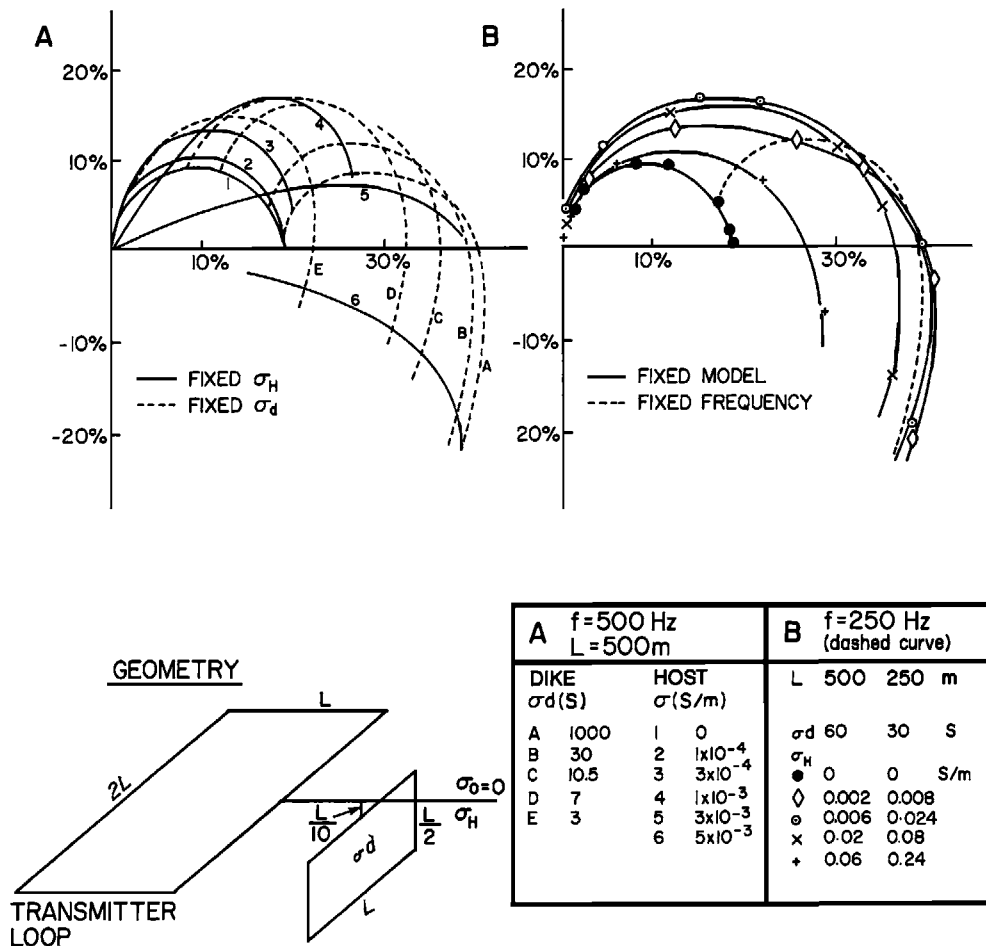 A
20%
10%
10%
30%
-10%
-20%
1
2
3
4
5
6
E
D
C
B
A
FIXED σH
FIXED σd
B
20%
10%
10%
30%
-10%
20%
FIXED MODEL
FIXED FREQUENCY
GEOMETRY
L
2L
L/10
σd
L/2
L
σ0=0
σH
TRANSMITTER
LOOP
A f=500 Hz
L=500m
DIKE HOST
σd(S) σ(S/m)
A 1000 1 0
B 30 2 1x10-4
C 10.5 3 3x10-4
D 7 4 1x10-3
E 3 5 3x10-3
6 5x10-3
B f=250 Hz
(dashed curve)
L 500 250 m
σd 60 30 S
σH
● 0 0 S/m
◇ 0.002 0.008
⊙ 0.006 0.024
× 0.02 0.08
+ 0.06 0.24